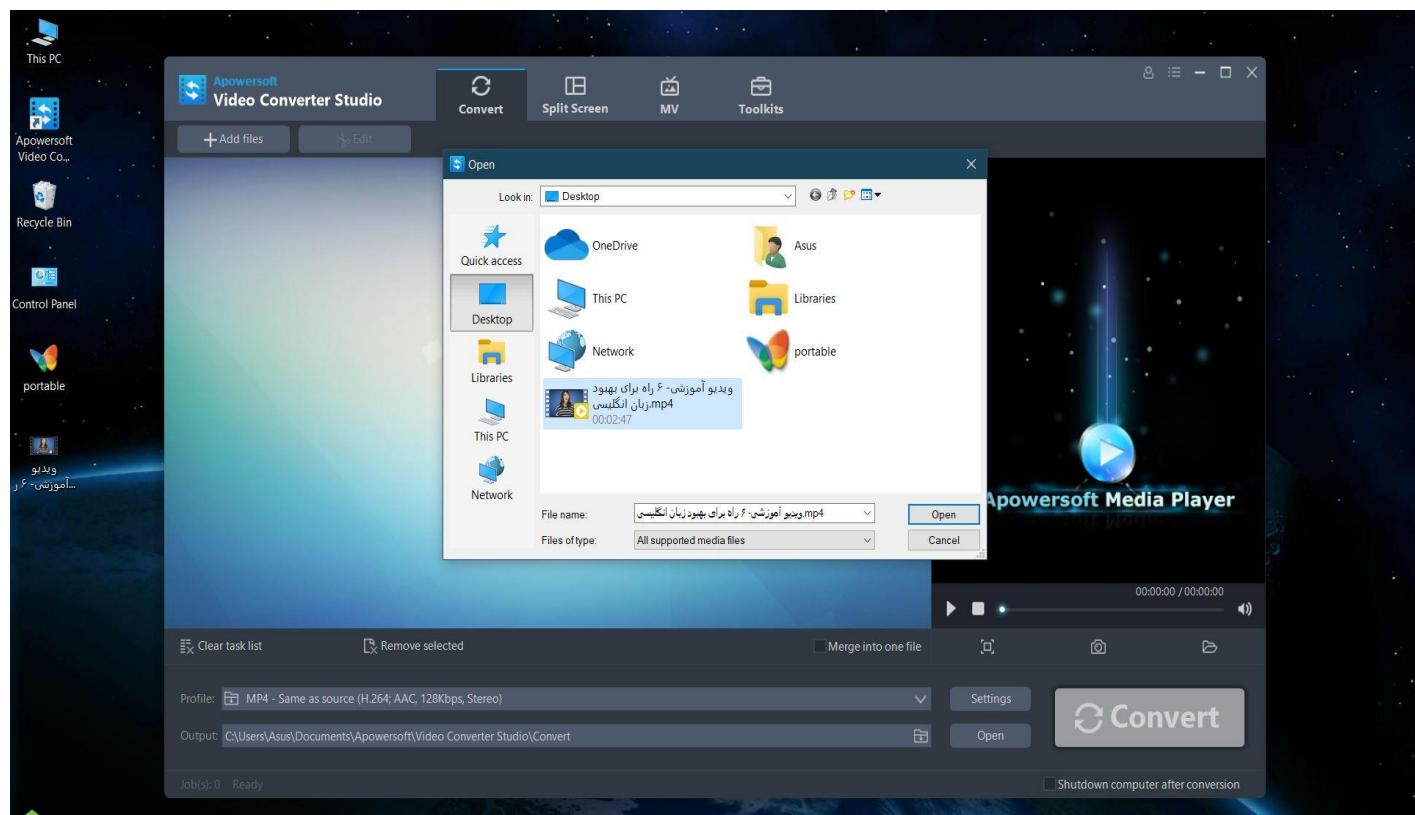 This PC
Apowersoft
Video Co...
Recycle Bin
Control Panel
portable
ویدیو
آموزشی- ۶ ر...
Apowersoft
Video Converter Studio
Convert
Split Screen
MV
Toolkits
+Add files
Edit
Open
Look in:
Desktop
Quick access
Desktop
Libraries
This PC
Network
OneDrive
Asus
This PC
Libraries
Network
portable
ویدیو آموزشی- ۶ راه برای بهبود
زبان انگلیسی.mp4
00:02:47
File name:
ویدیو آموزشی- ۶ راه برای بهبود زبان انگلیسی.mp4
Open
Files of type:
All supported media files
Cancel
Apowersoft Media Player
00:00:00 / 00:00:00
Clear task list
Remove selected
Merge into one file
Profile:
MP4 - Same as source (H.264; AAC, 128Kbps, Stereo)
Settings
Convert
Output:
C:\Users\Asus\Documents\Apowersoft\Video Converter Studio\Convert
Open
Job(s): 0 Ready
Shutdown computer after conversion